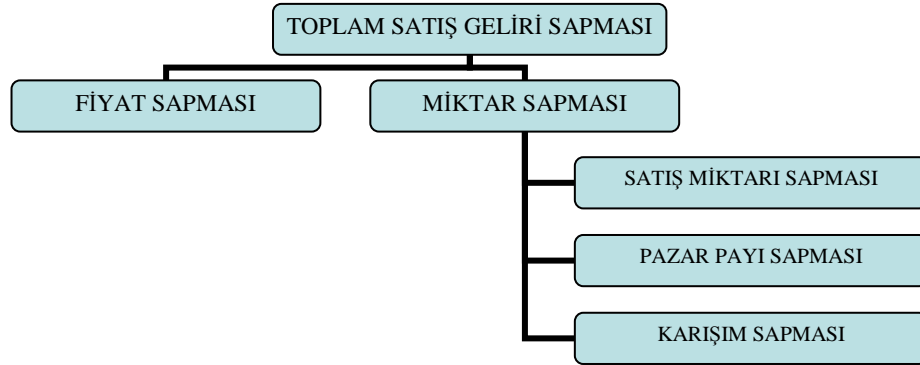 TOPLAM SATIŞ GELİRİ SAPMASI
FİYAT SAPMASI
MİKTAR SAPMASI
SATIŞ MİKTARI SAPMASI
PAZAR PAYI SAPMASI
KARIŞIM SAPMASI